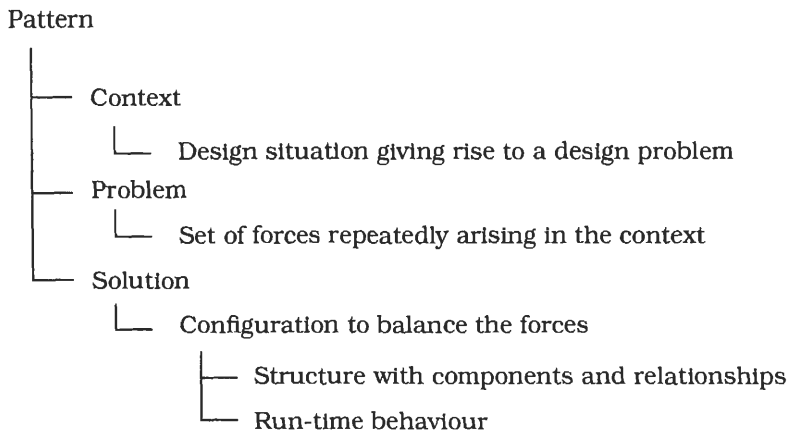 Pattern
Context
Design situation giving rise to a design problem
Problem
Set of forces repeatedly arising in the context
Solution
Configuration to balance the forces
Structure with components and relationships
Run-time behaviour